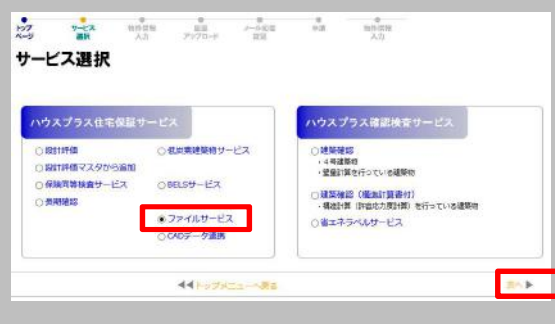 トップ
ページ
サービス
選択
物件情報
入力
図面
アップロード
メール配信
設定
申請
物件情報
入力
サービス選択
ハウスプラス住宅保証サービス
ハウスプラス確認検査サービス
設計評価
低炭素建築物サービス
設計評価マスタから追加
保険同等検査サービス
BELSサービス
長期確認
ファイルサービス
CADデータ連携
建築確認
・4号建築物
・壁量計算を行っている建築物
建築確認（構造計算書付）
・構造計算（許容応力度計算）を行っている建築物
省エネラベルサービス
◀◀トップメニューへ戻る
次へ▶